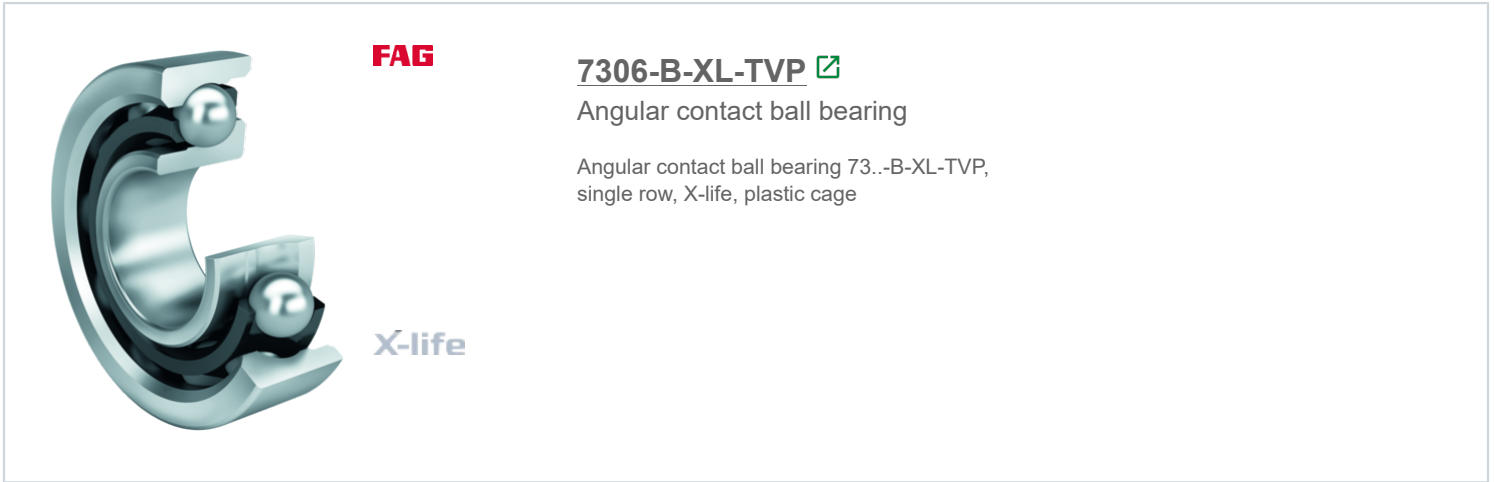 FAG
7306-B-XL-TVP
Angular contact ball bearing
Angular contact ball bearing 73..-B-XL-TVP,
single row, X-life, plastic cage
X-life